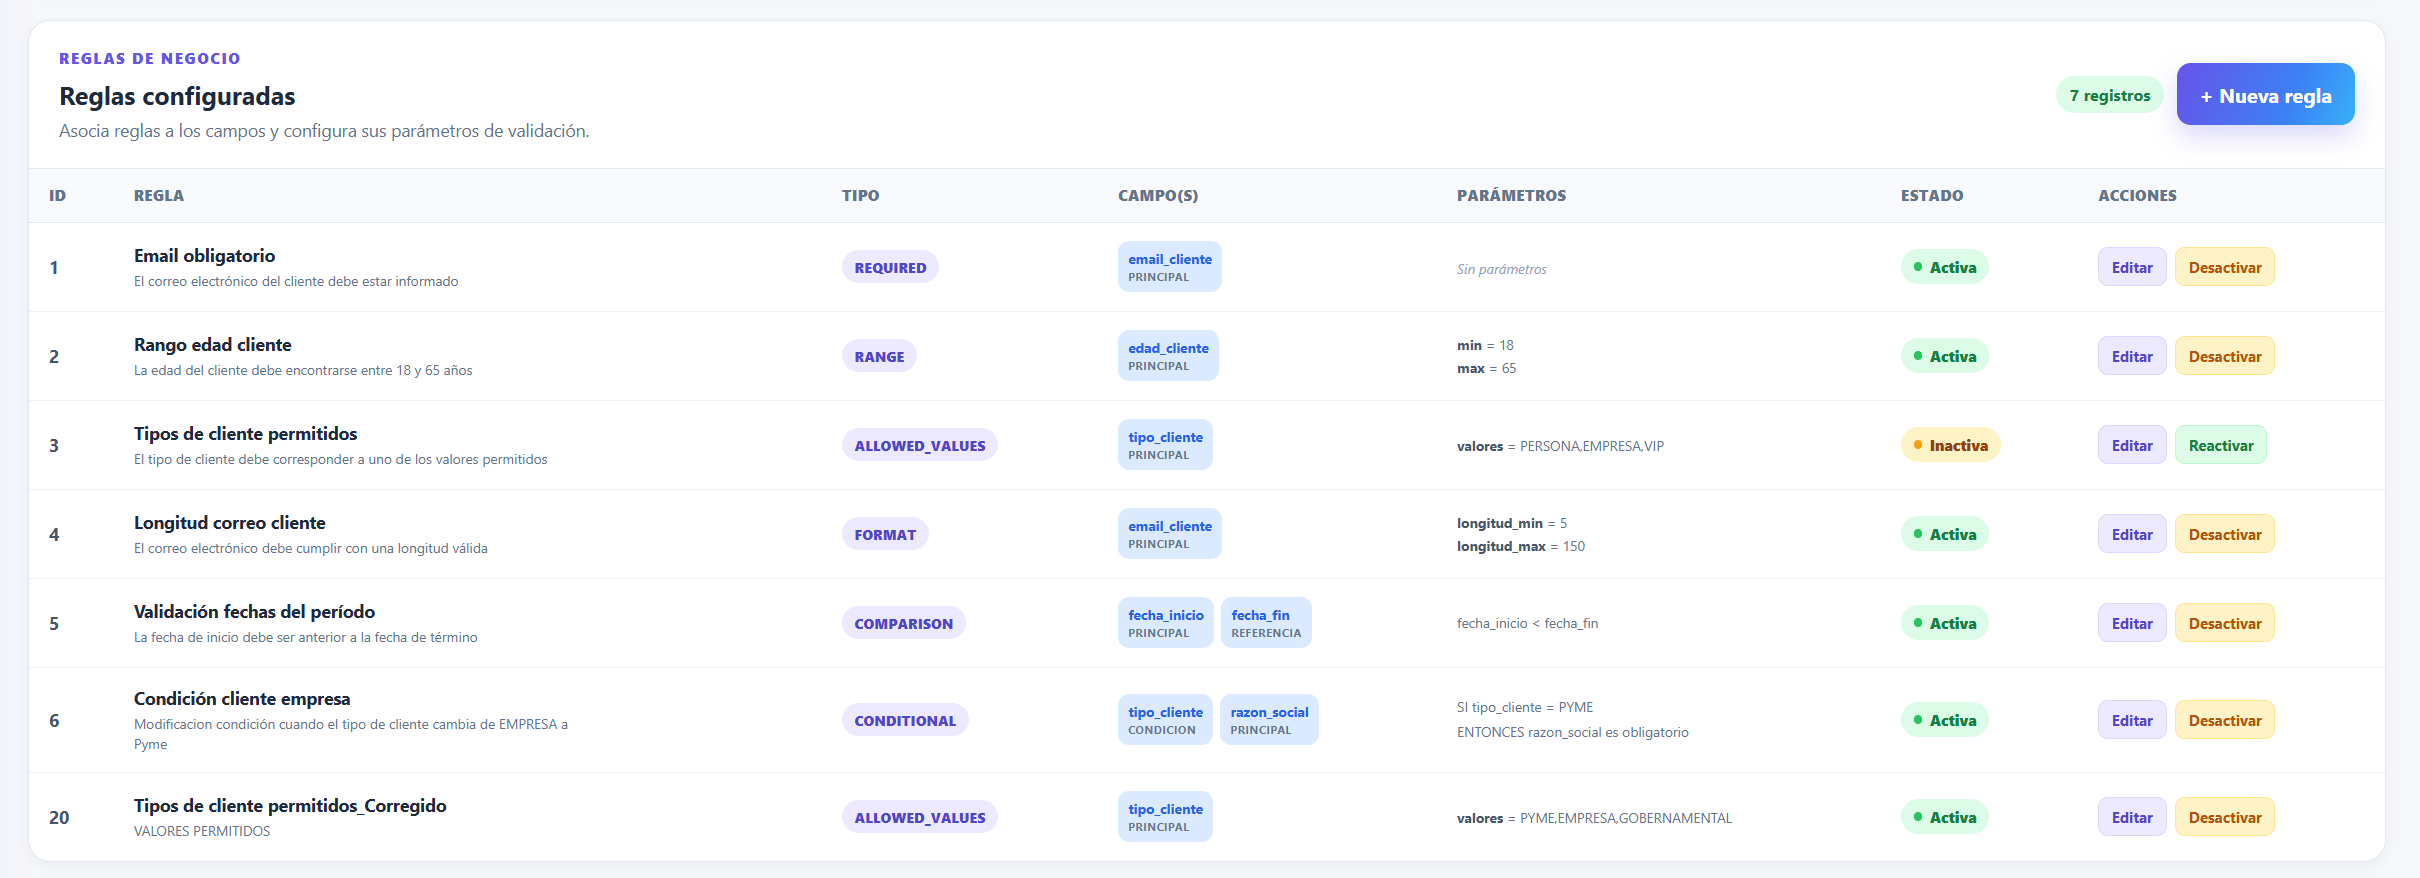 REGLAS DE NEGOCIO
Reglas configuradas
Asocia reglas a los campos y configura sus parámetros de validación.
7 registros
+ Nueva regla
ID REGLA TIPO CAMPO(S) PARÁMETROS ESTADO ACCIONES
1
Email obligatorio
El correo electrónico del cliente debe estar informado
REQUIRED
email_cliente
PRINCIPAL
Sin parámetros
Activa
Editar
Desactivar
2
Rango edad cliente
La edad del cliente debe encontrarse entre 18 y 65 años
RANGE
edad_cliente
PRINCIPAL
min = 18
max = 65
Activa
Editar
Desactivar
3
Tipos de cliente permitidos
El tipo de cliente debe corresponder a uno de los valores permitidos
ALLOWED_VALUES
tipo_cliente
PRINCIPAL
valores = PERSONA,EMPRESA,VIP
Inactiva
Editar
Reactivar
4
Longitud correo cliente
El correo electrónico debe cumplir con una longitud válida
FORMAT
email_cliente
PRINCIPAL
longitud_min = 5
longitud_max = 150
Activa
Editar
Desactivar
5
Validación fechas del período
La fecha de inicio debe ser anterior a la fecha de término
COMPARISON
fecha_inicio
PRINCIPAL
fecha_fin
REFERENCIA
fecha_inicio < fecha_fin
Activa
Editar
Desactivar
6
Condición cliente empresa
Modificacion condición cuando el tipo de cliente cambia de EMPRESA a
Pyme
CONDITIONAL
tipo_cliente
CONDICION
razon_social
PRINCIPAL
SI tipo_cliente = PYME
ENTONCES razon_social es obligatorio
Activa
Editar
Desactivar
20
Tipos de cliente permitidos_Corregido
VALORES PERMITIDOS
ALLOWED_VALUES
tipo_cliente
PRINCIPAL
valores = PYME,EMPRESA,GOBERNAMENTAL
Activa
Editar
Desactivar